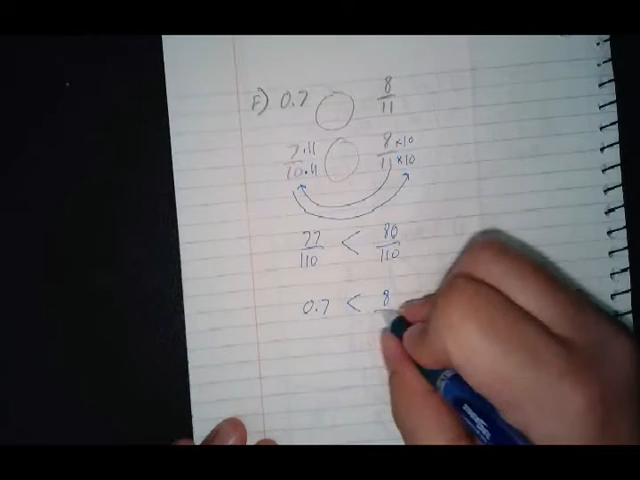 F) 0.7 ○ 8/11
7·11/10·11 ○ 8×10/11×10
77/110 < 80/110
0.7 < 8